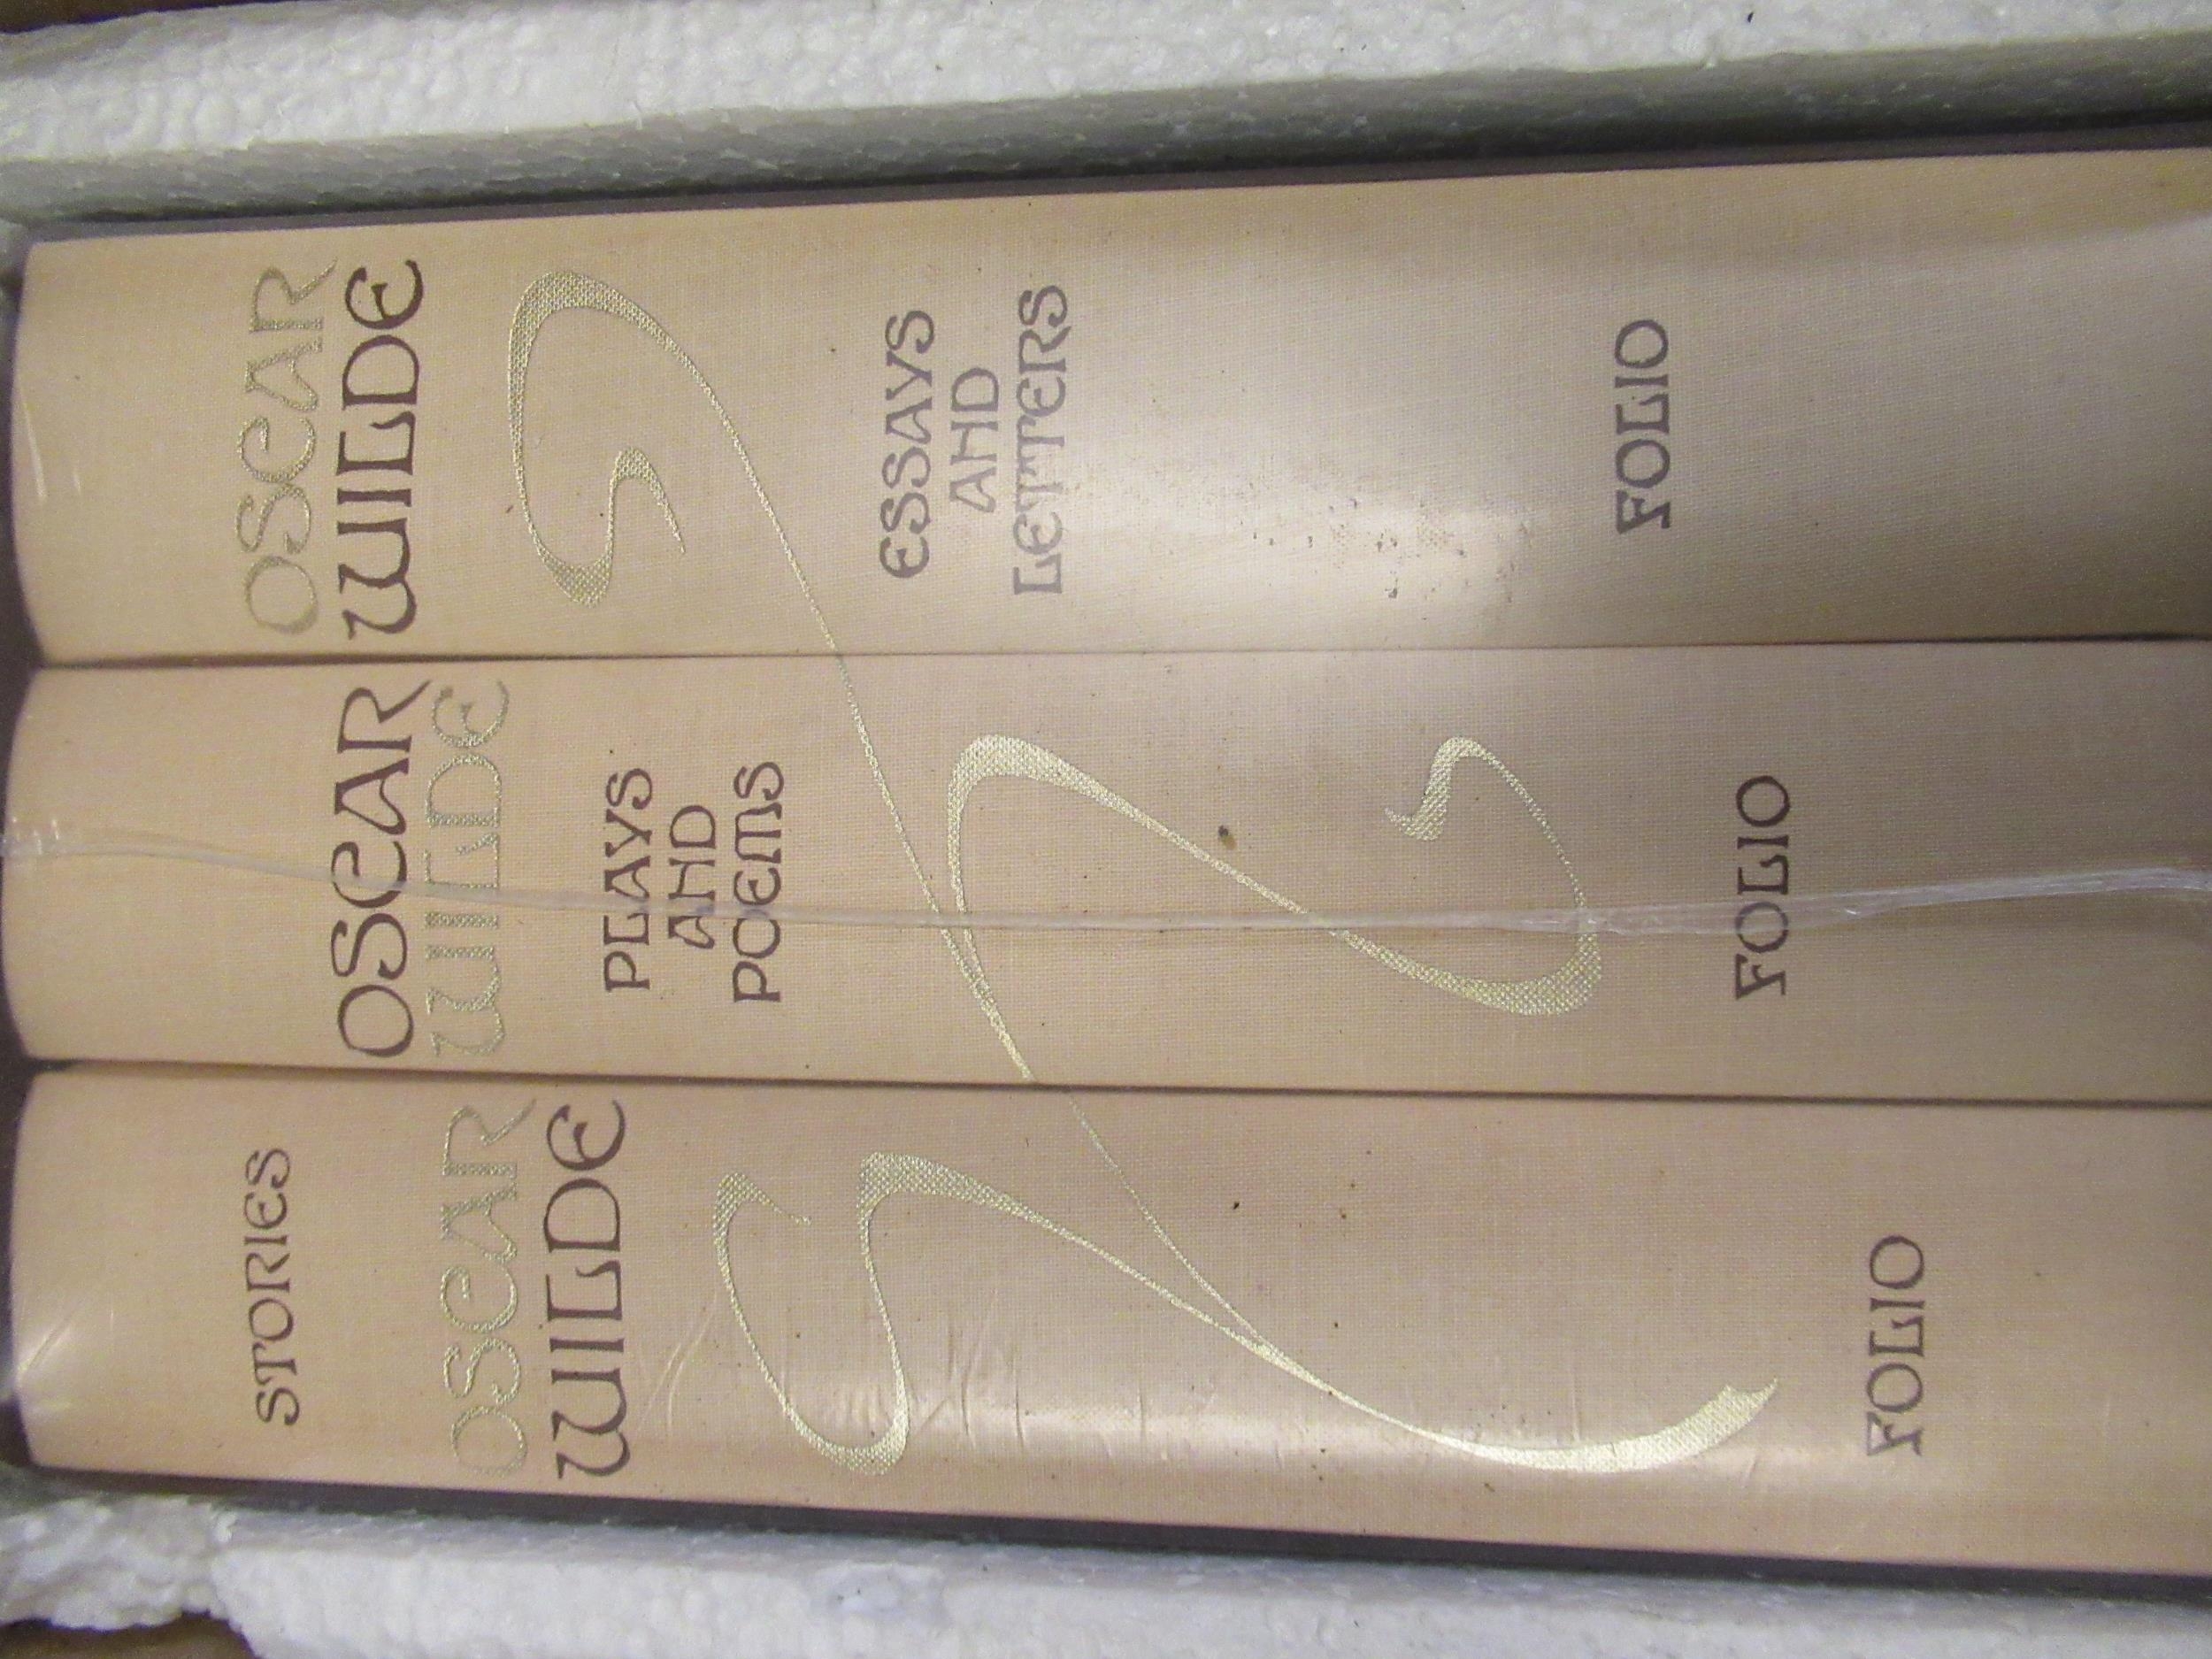 STORIES
OSCAR
WILDE
FOLIO
OSCAR
WILDE
PLAYS
AND
POEMS
FOLIO
OSCAR
WILDE
ESSAYS
AND
LETTERS
FOLIO